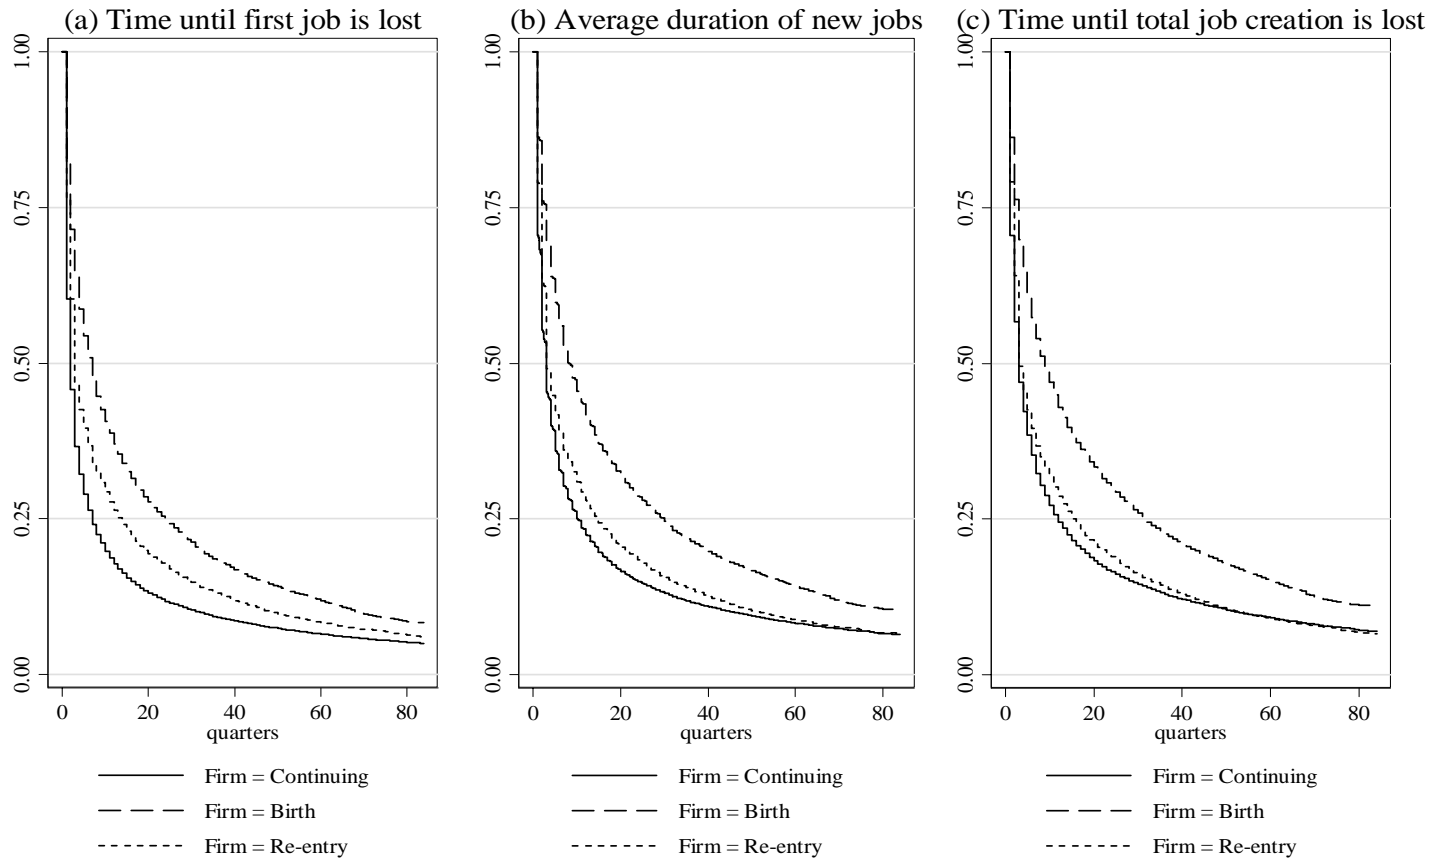 (a) Time until first job is lost
1.00
0.75
0.50
0.25
0.00
0 20 40 60 80
quarters
Firm = Continuing
Firm = Birth
Firm = Re-entry
(b) Average duration of new jobs
1.00
0.75
0.50
0.25
0.00
0 20 40 60 80
quarters
Firm = Continuing
Firm = Birth
Firm = Re-entry
(c) Time until total job creation is lost
1.00
0.75
0.50
0.25
0.00
0 20 40 60 80
quarters
Firm = Continuing
Firm = Birth
Firm = Re-entry